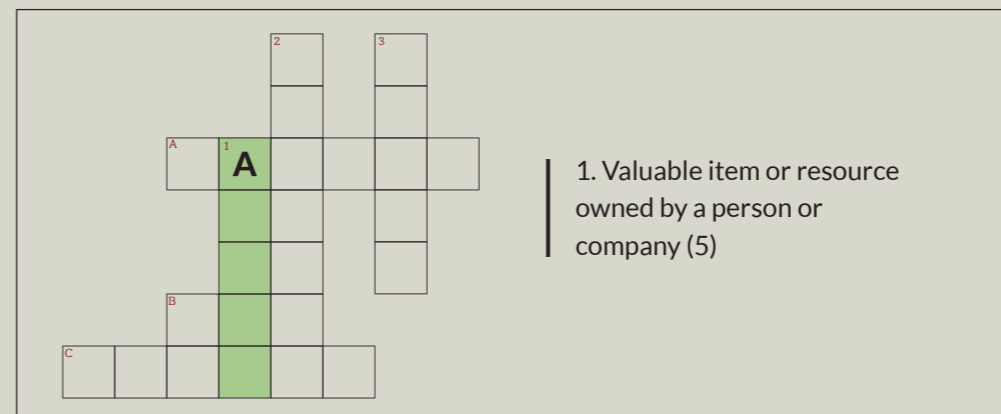 2
3
A
1
A
B
C
1. Valuable item or resource
owned by a person or
company (5)